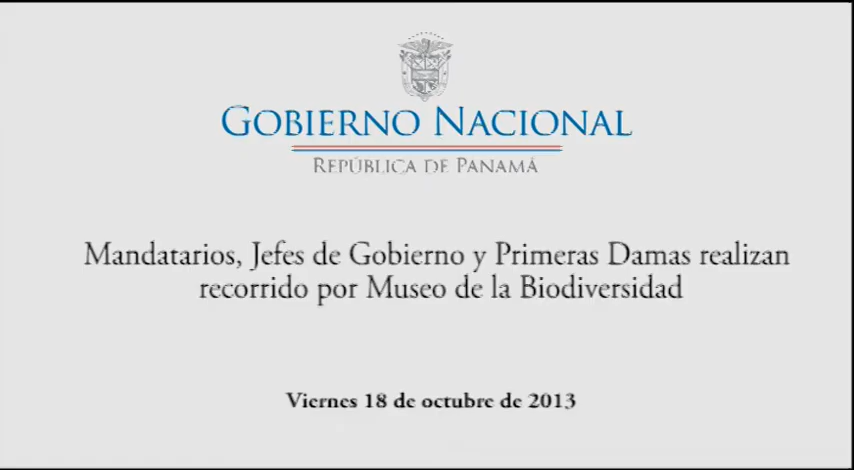 GOBIERNO NACIONAL
REPÚBLICA DE PANAMÁ
Mandatarios, Jefes de Gobierno y Primeras Damas realizan
recorrido por Museo de la Biodiversidad
Viernes 18 de octubre de 2013